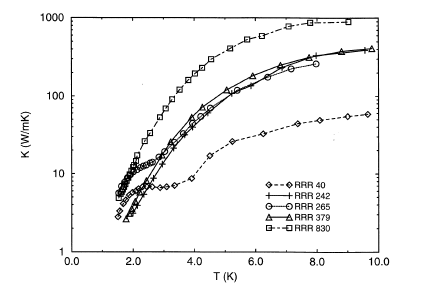 1000
100
10
1
K (W/mK)
RRR 40
RRR 242
RRR 265
RRR 379
RRR 830
0.0 2.0 4.0 6.0 8.0 10.0
T (K)